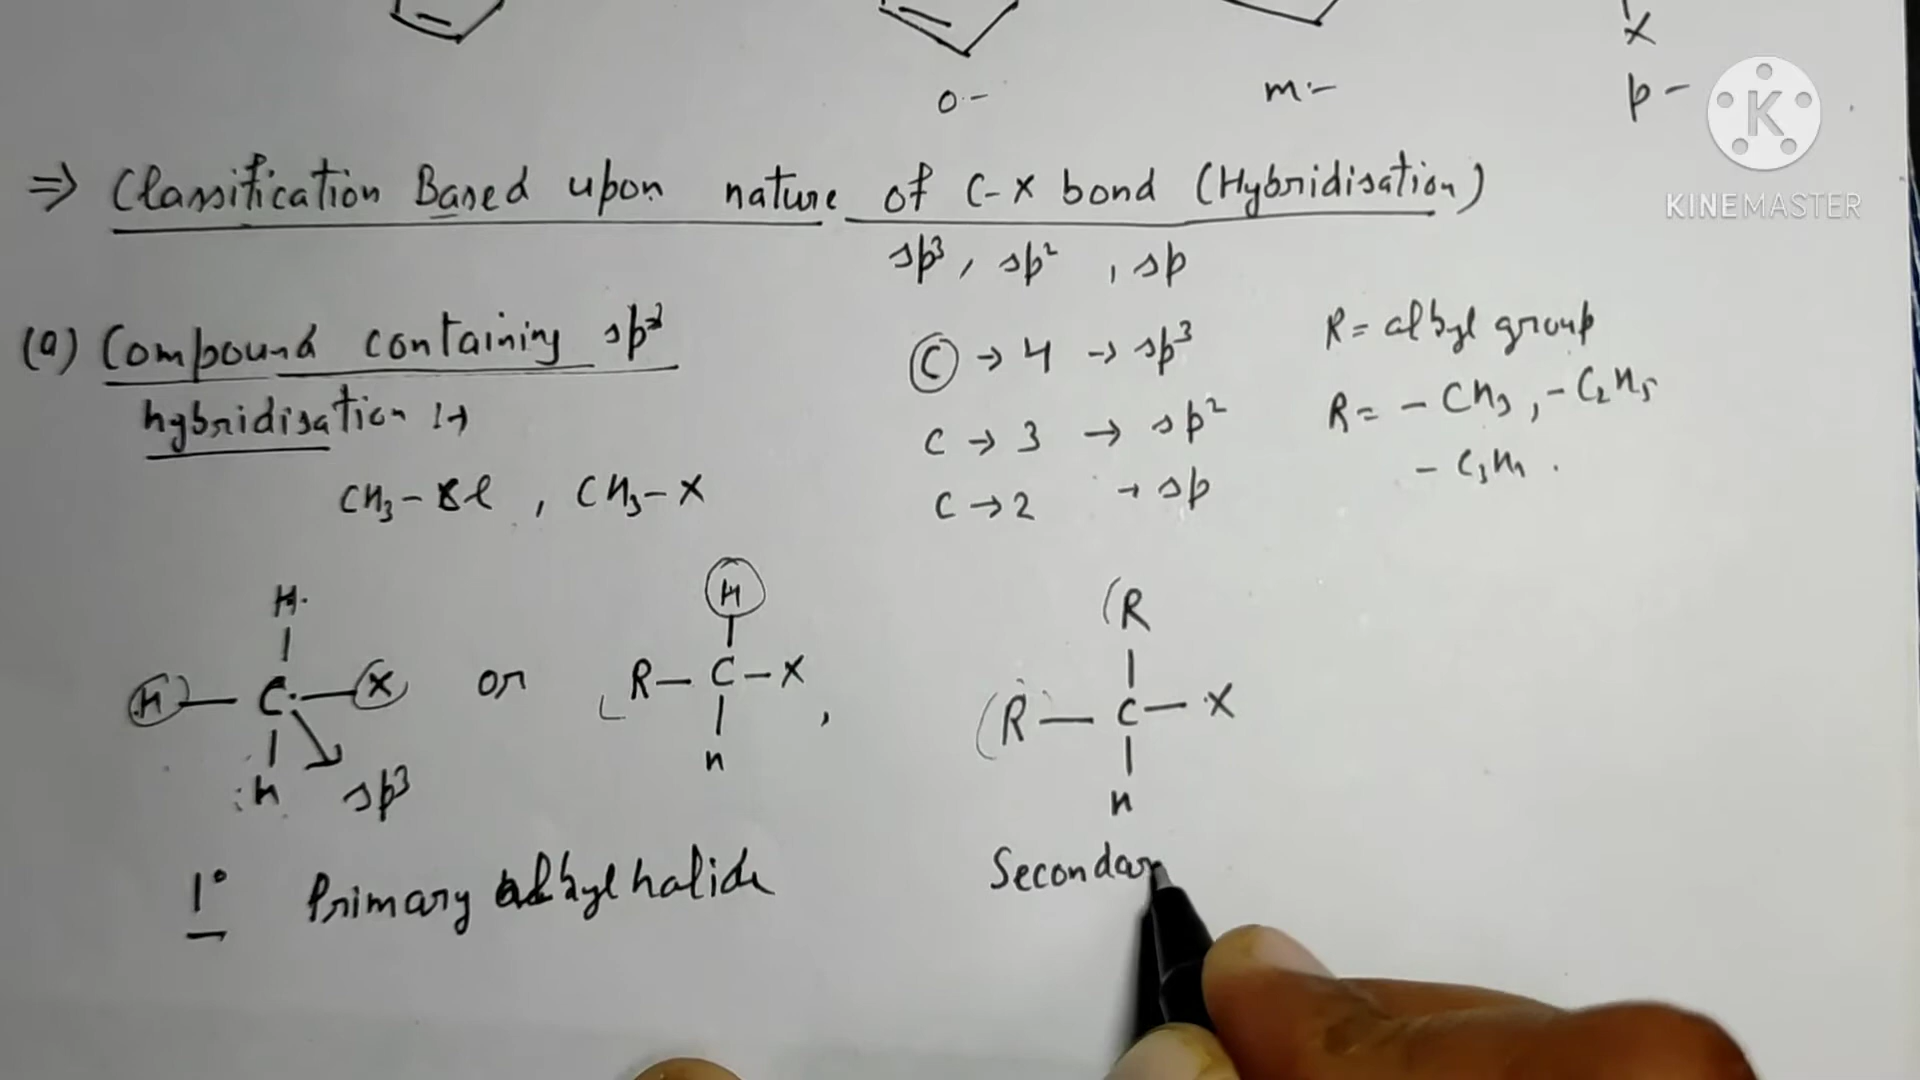 X
o-
m-
p-
K
KINEMASTER
⇒ Classification Based upon nature of C-X bond (Hybridisation)
sp³, sp², sp
(a) Compound containing sp³
hybridisation :→
C → 4 → sp³
C → 3 → sp²
C → 2 → sp
R = alkyl group
R = - CH₃, - C₂H₅
CH₃ - Cl, CH₃ - X
H
H - C - X
H
sp³
or
H
R - C - X
H
,
R
R - C - X
H
1° Primary alkyl halide
Secondar